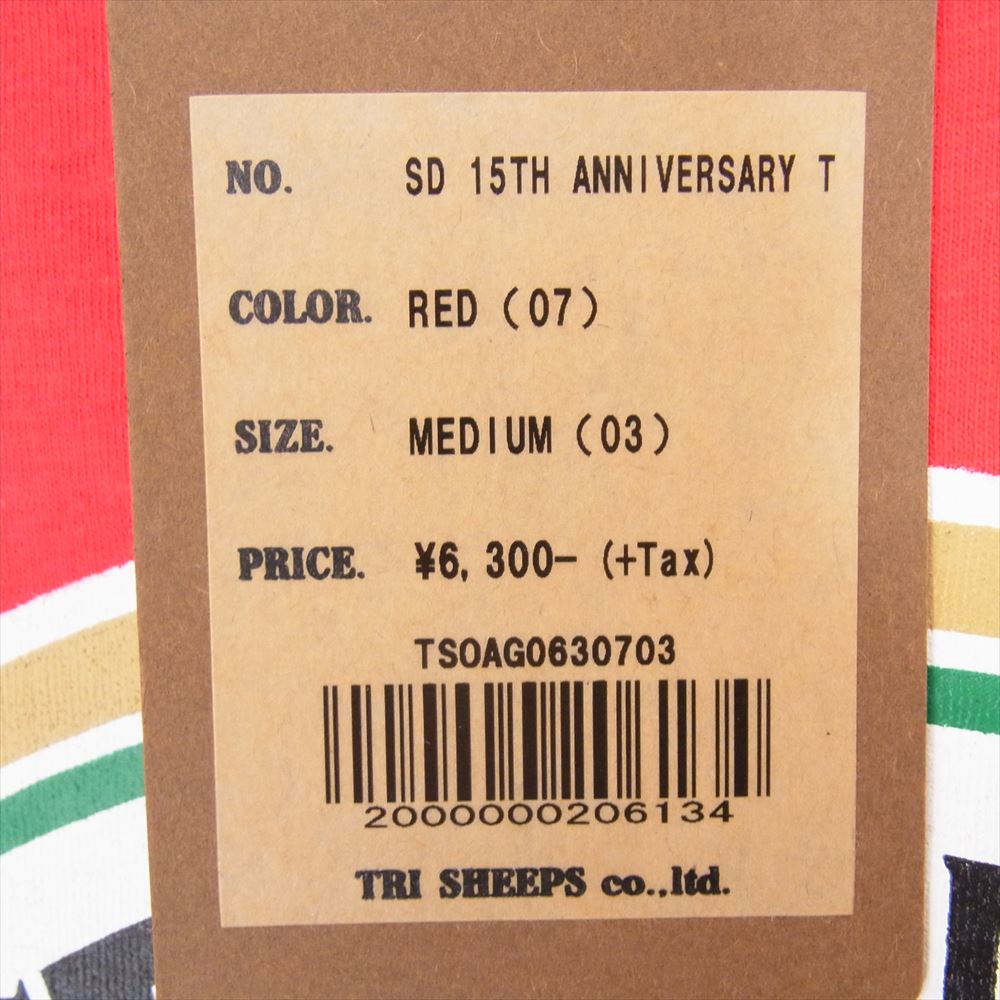 NO. SD 15TH ANNIVERSARY T
COLOR. RED (07)
SIZE. MEDIUM (03)
PRICE. ¥6,300- (+Tax)
TSOAG0630703
2000000206134
TRI SHEEPS co.,ltd.